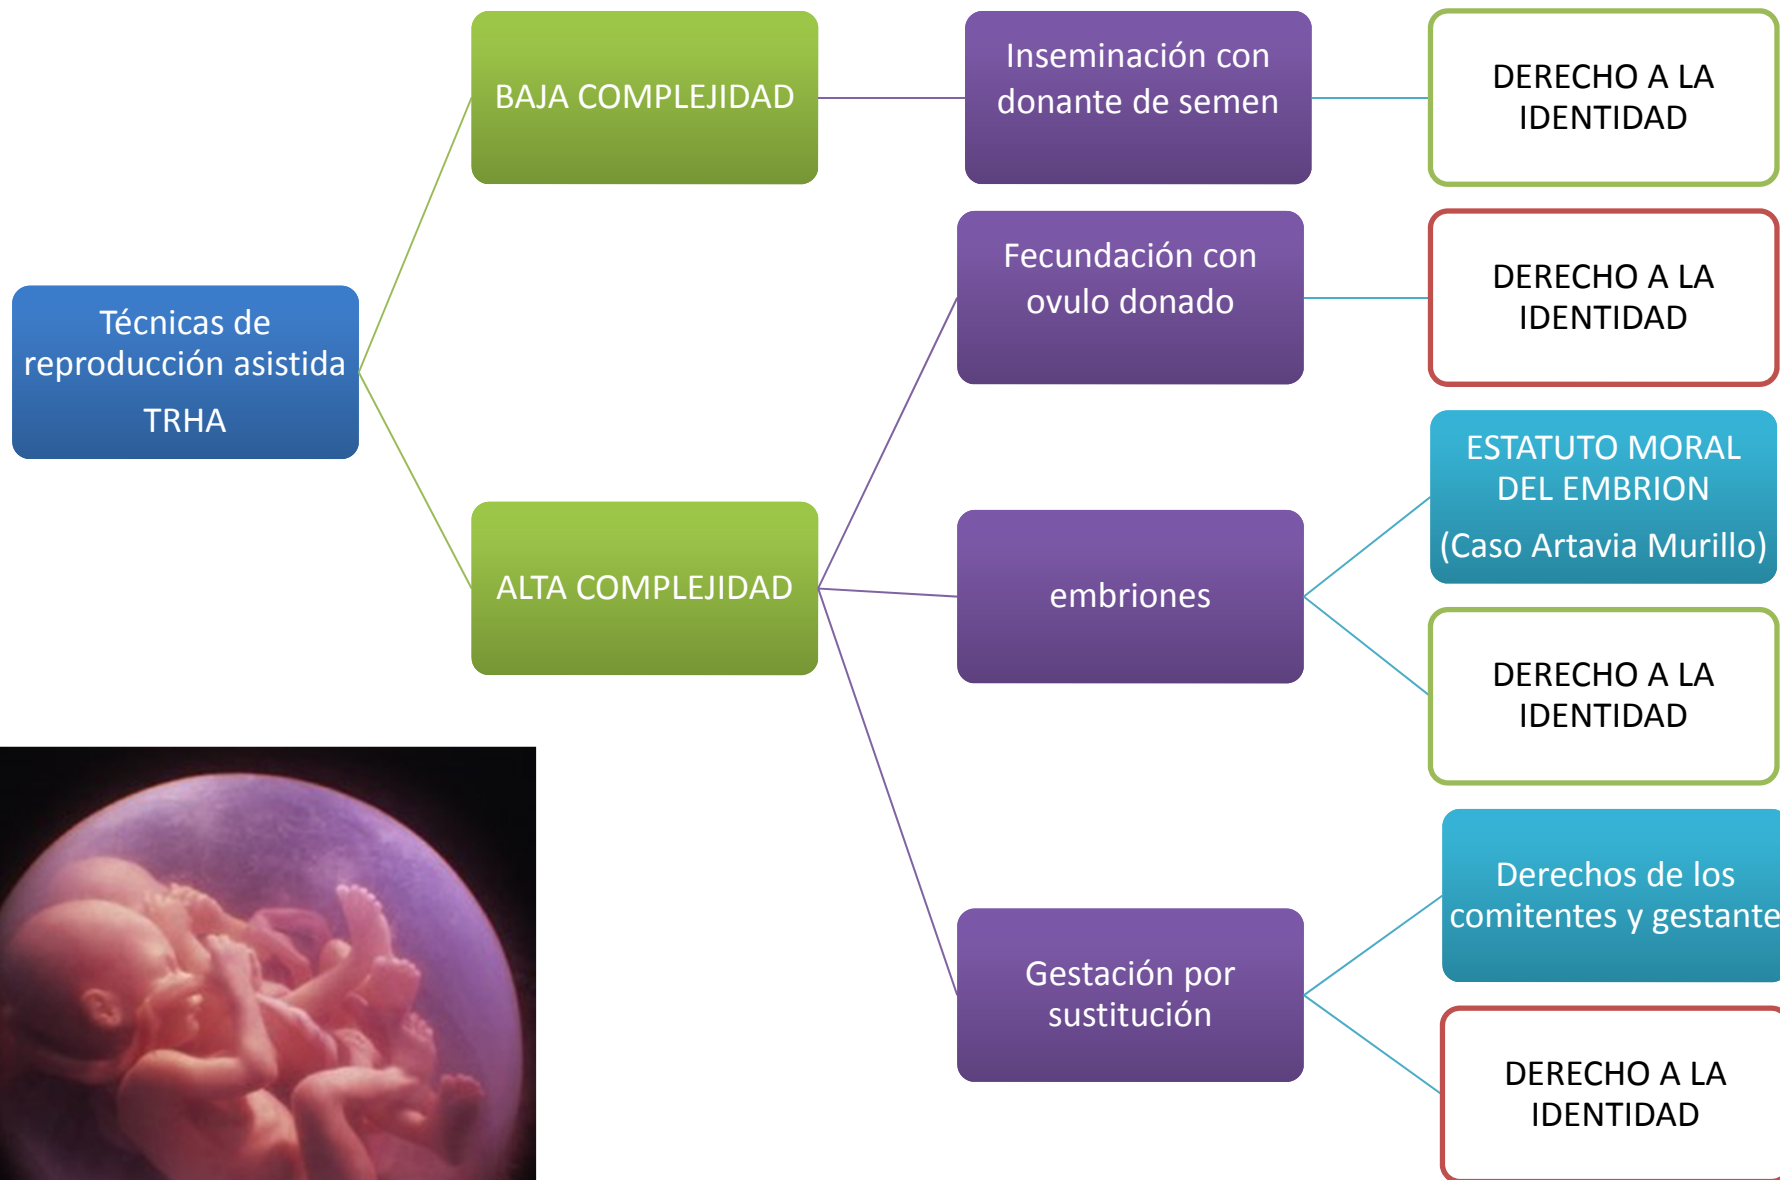 Técnicas de
reproducción asistida
TRHA
BAJA COMPLEJIDAD
Inseminación con
donante de semen
DERECHO A LA
IDENTIDAD
ALTA COMPLEJIDAD
Fecundación con
ovulo donado
DERECHO A LA
IDENTIDAD
embriones
ESTATUTO MORAL
DEL EMBRION
(Caso Artavia Murillo)
DERECHO A LA
IDENTIDAD
Gestación por
sustitución
Derechos de los
comitentes y gestante
DERECHO A LA
IDENTIDAD